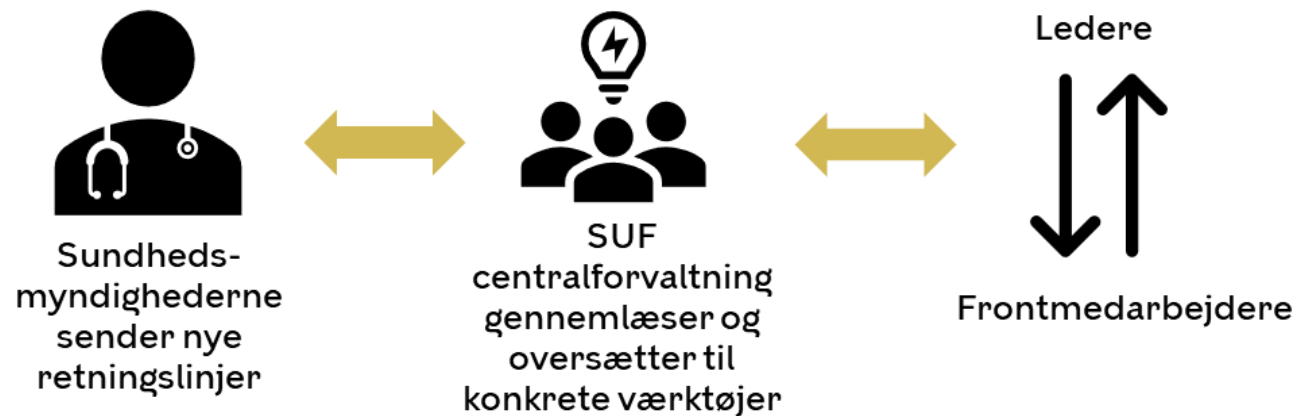 Sundheds-
myndighederne
sender nye
retningslinjer
SUF
centralforvaltning
gennemlæser og
oversætter til
konkrete værktøjer
Ledere
Frontmedarbejdere